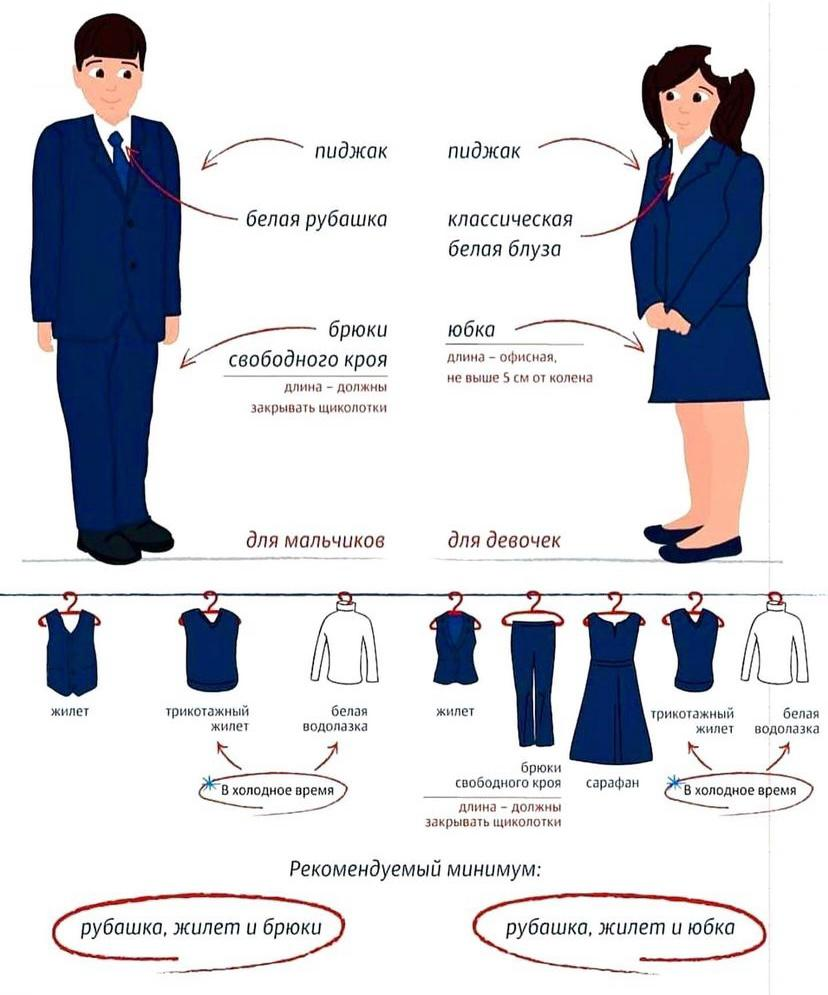 пиджак
белая рубашка
брюки
свободного кроя
длина – должны
закрывать щиколотки
для мальчиков
пиджак
классическая
белая блуза
юбка
длина – офисная,
не выше 5 см от колена
для девочек
жилет
трикотажный
жилет
белая
водолазка
В холодное время
жилет
брюки
свободного кроя
длина – должны
закрывать щиколотки
сарафан
трикотажный
жилет
белая
водолазка
В холодное время
Рекомендуемый минимум:
рубашка, жилет и брюки
рубашка, жилет и юбка